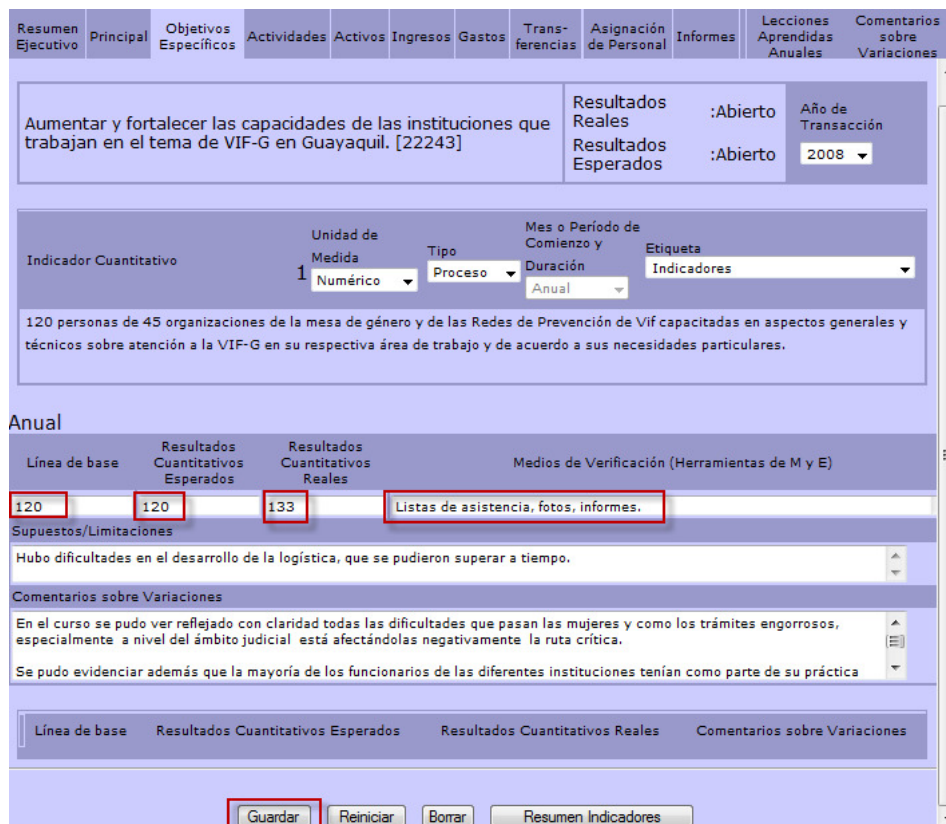 Resumen Ejecutivo Principal Objetivos Específicos Actividades Activos Ingresos Gastos Trans-ferencias Asignación de Personal Informes Lecciones Aprendidas Anuales Comentarios sobre Variaciones
Aumentar y fortalecer las capacidades de las instituciones que
trabajan en el tema de VIF-G en Guayaquil. [22243]
Resultados Reales :Abierto
Resultados Esperados :Abierto
Año de Transacción
2008
Indicador Cuantitativo
1
Unidad de Medida
Numérico
Tipo
Proceso
Mes o Período de Comienzo y Duración
Anual
Etiqueta
Indicadores
120 personas de 45 organizaciones de la mesa de género y de las Redes de Prevención de Vif capacitadas en aspectos generales y
técnicos sobre atención a la VIF-G en su respectiva área de trabajo y de acuerdo a sus necesidades particulares.
Anual
Línea de base Resultados Cuantitativos Esperados Resultados Cuantitativos Reales Medios de Verificación (Herramientas de M y E)
120 120 133 Listas de asistencia, fotos, informes.
Supuestos/Limitaciones
Hubo dificultades en el desarrollo de la logística, que se pudieron superar a tiempo.
Comentarios sobre Variaciones
En el curso se pudo ver reflejado con claridad todas las dificultades que pasan las mujeres y como los trámites engorrosos,
especialmente a nivel del ámbito judicial está afectándolas negativamente la ruta crítica.
Se pudo evidenciar además que la mayoría de los funcionarios de las diferentes instituciones tenían como parte de su práctica
Línea de base Resultados Cuantitativos Esperados Resultados Cuantitativos Reales Comentarios sobre Variaciones
Guardar Reiniciar Borrar Resumen Indicadores